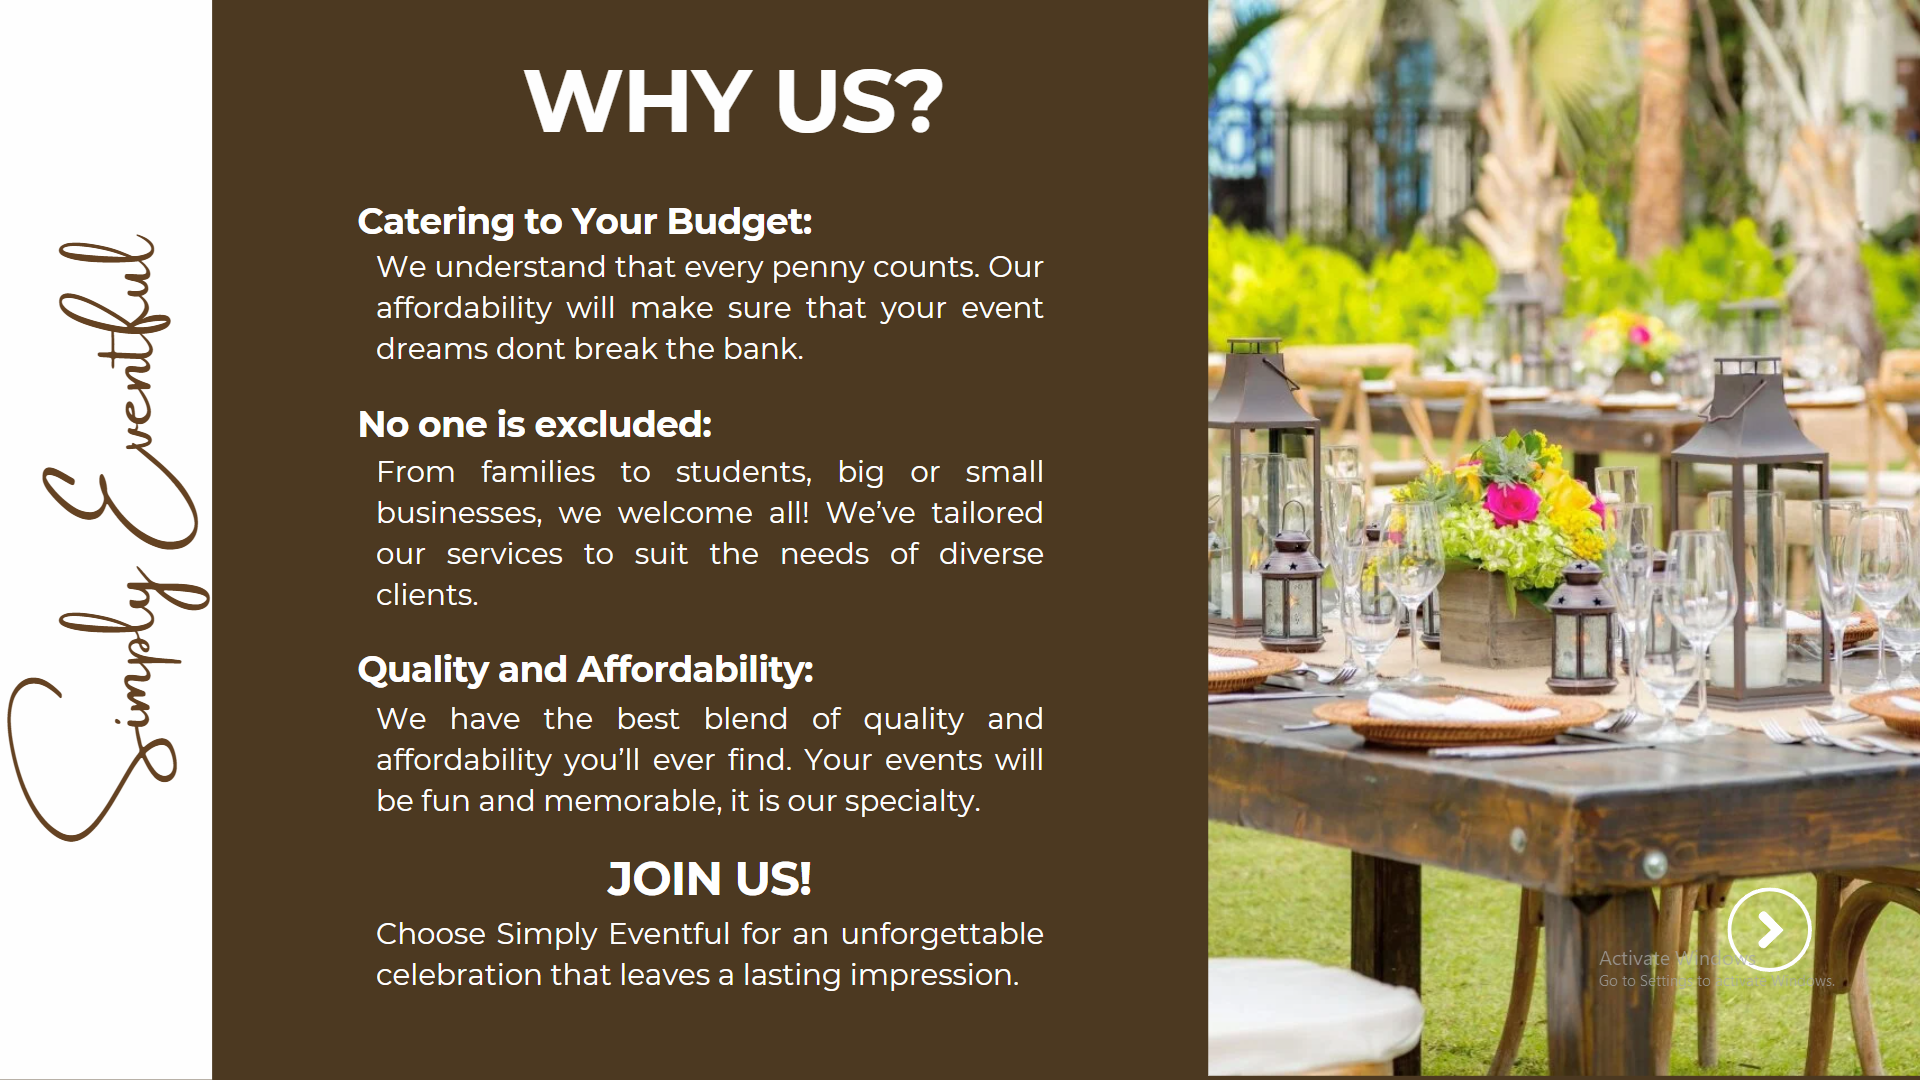 Simply Eventful
WHY US?
Catering to Your Budget:
We understand that every penny counts. Our
affordability will make sure that your event
dreams dont break the bank.
No one is excluded:
From families to students, big or small
businesses, we welcome all! We’ve tailored
our services to suit the needs of diverse
clients.
Quality and Affordability:
We have the best blend of quality and
affordability you’ll ever find. Your events will
be fun and memorable, it is our specialty.
JOIN US!
Choose Simply Eventful for an unforgettable
celebration that leaves a lasting impression.
Activate Windows
Go to Settings to activate Windows.